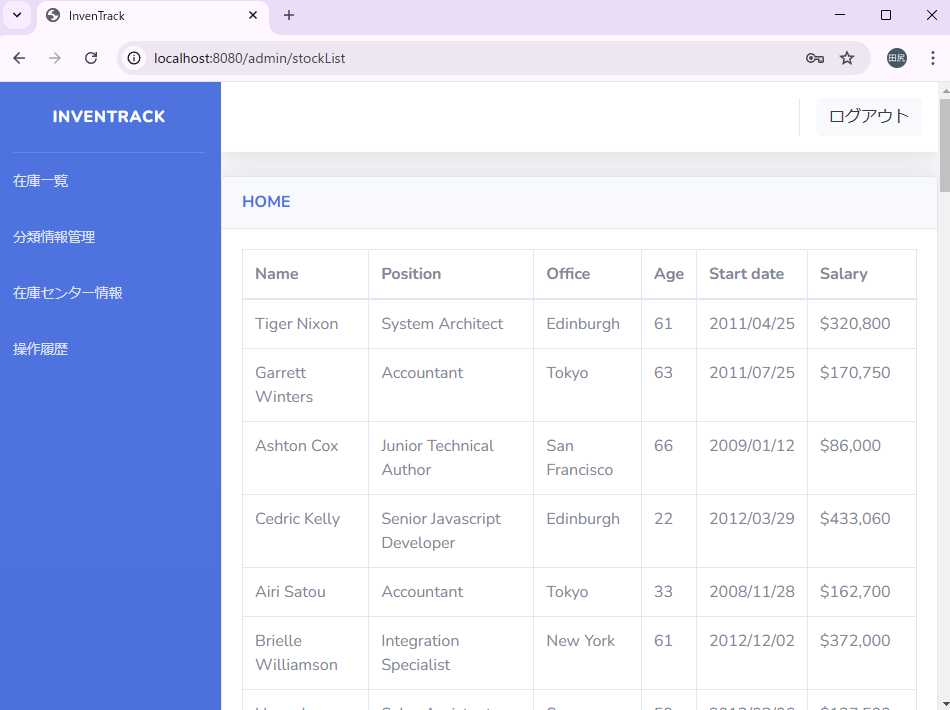 InvenTrack
localhost:8080/admin/stockList
田尻
INVENTRACK
ログアウト
在庫一覧
分類情報管理
在庫センター情報
操作履歴
HOME
Name Position Office Age Start date Salary
Tiger Nixon System Architect Edinburgh 61 2011/04/25 $320,800
Garrett Accountant Tokyo 63 2011/07/25 $170,750
Winters
Ashton Cox Junior Technical San 66 2009/01/12 $86,000
Author Francisco
Cedric Kelly Senior Javascript Edinburgh 22 2012/03/29 $433,060
Developer
Airi Satou Accountant Tokyo 33 2008/11/28 $162,700
Brielle Integration New York 61 2012/12/02 $372,000
Williamson Specialist